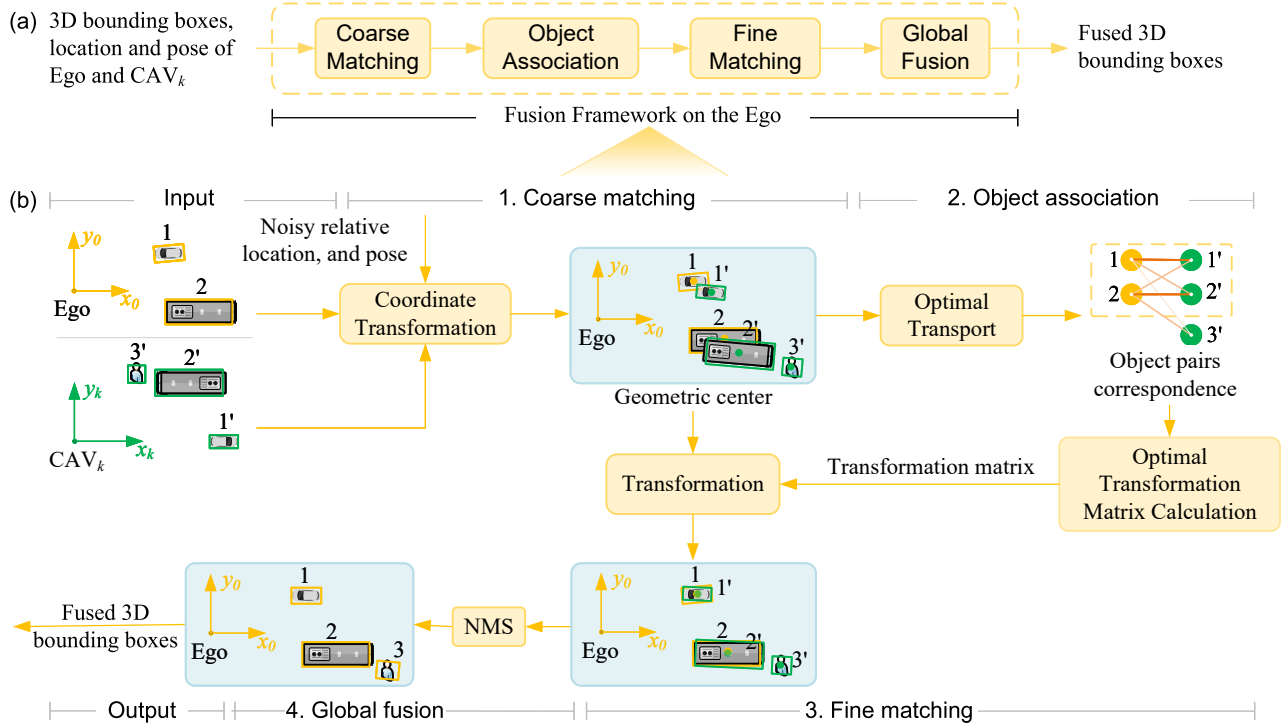 (a)
3D bounding boxes,
location and pose of
Ego and CAVk
Coarse
Matching
Object
Association
Fine
Matching
Global
Fusion
Fused 3D
bounding boxes
Fusion Framework on the Ego
(b)
Input
1. Coarse matching
2. Object association
y0
x0
Ego
1
2
Noisy relative
location, and pose
Coordinate
Transformation
y0
x0
Ego
1
1'
2
2'
3'
Optimal
Transport
1
2
1'
2'
3'
Object pairs
correspondence
yk
xk
CAVk
3'
2'
1'
Geometric center
Transformation
Transformation matrix
Optimal
Transformation
Matrix Calculation
Fused 3D
bounding boxes
y0
x0
Ego
1
2
3
NMS
y0
x0
Ego
1
1'
2
2'
3'
Output
4. Global fusion
3. Fine matching